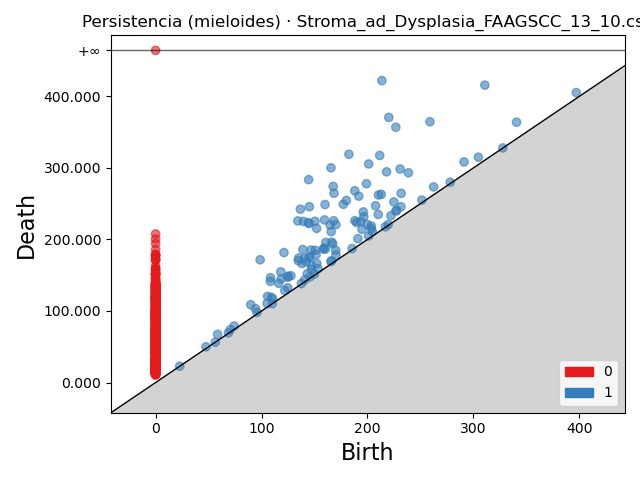 Persistencia (mieloides) · Stroma_ad_Dysplasia_FAAGSCC_13_10.cs
+∞
400.000
300.000
200.000
100.000
0.000
Death
0
1
0 100 200 300 400
Birth